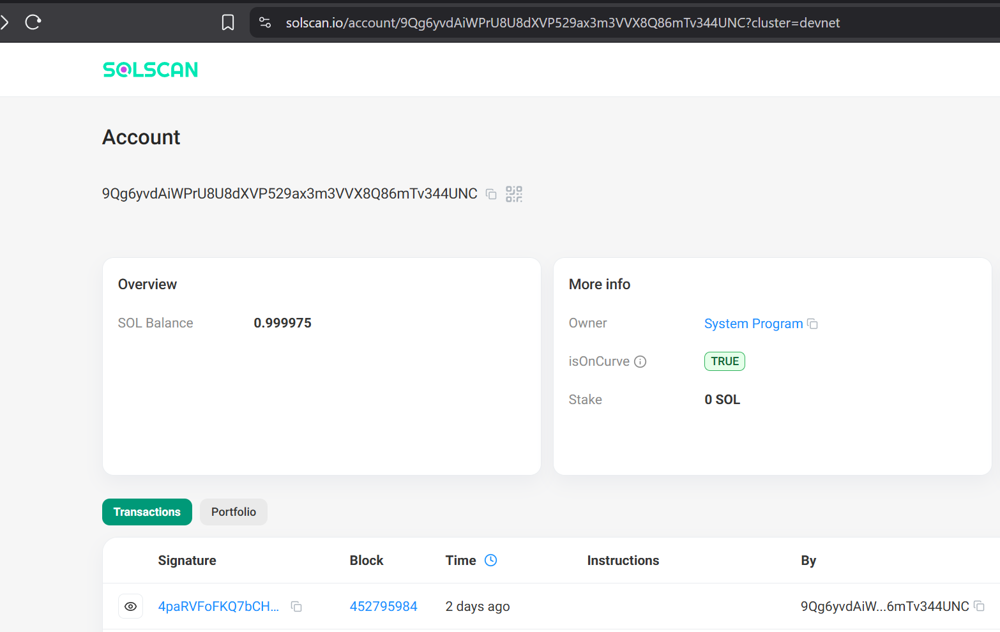 solscan.io/account/9Qg6yvdAiWPrU8U8dXVP529ax3m3VVX8Q86mTv344UNC?cluster=devnet
SOLSCAN
Account
9Qg6yvdAiWPrU8U8dXVP529ax3m3VVX8Q86mTv344UNC
Overview
SOL Balance 0.999975
More info
Owner System Program
isOnCurve TRUE
Stake 0 SOL
Transactions Portfolio
Signature Block Time Instructions By
4paRVFoFKQ7bCH... 452795984 2 days ago 9Qg6yvdAiW...6mTv344UNC